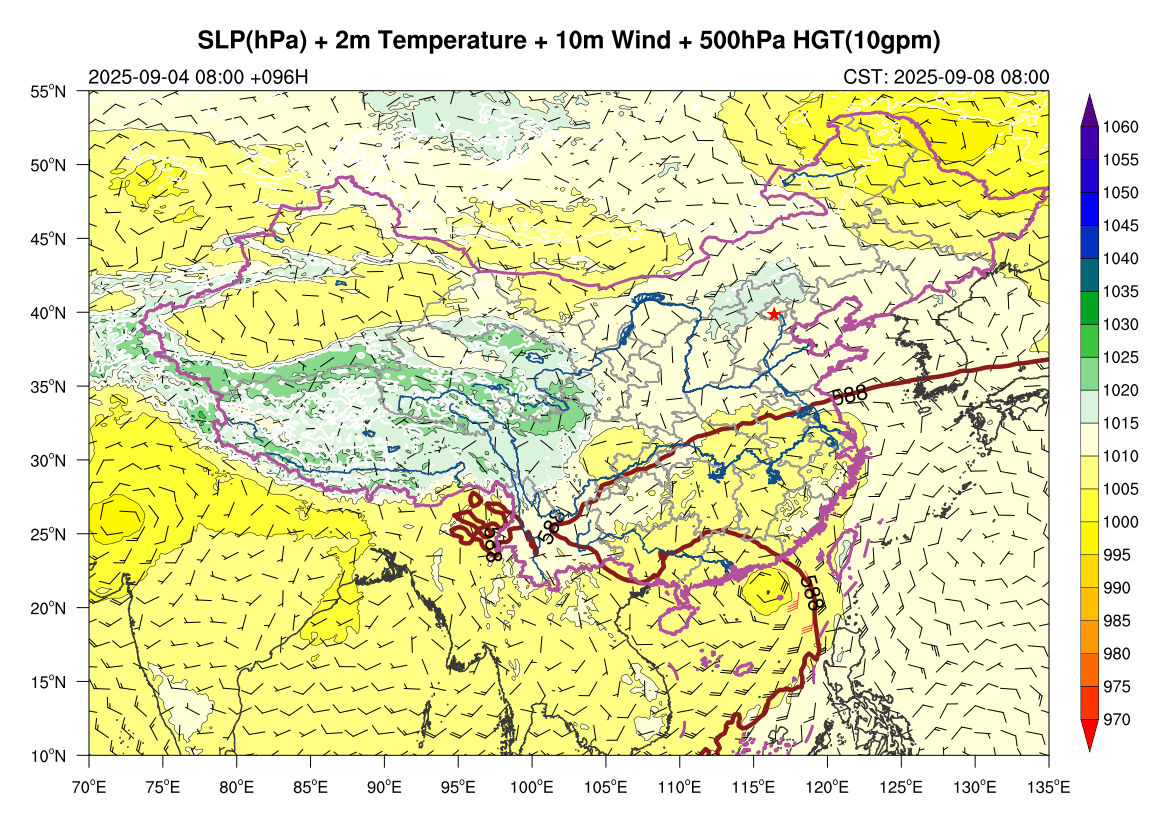 SLP(hPa) + 2m Temperature + 10m Wind + 500hPa HGT(10gpm)
2025-09-04 08:00 +096H CST: 2025-09-08 08:00
55°N
50°N
45°N
40°N
35°N
30°N
25°N
20°N
15°N
10°N
588
588
588
588
70°E 75°E 80°E 85°E 90°E 95°E 100°E 105°E 110°E 115°E 120°E 125°E 130°E 135°E
1060
1055
1050
1045
1040
1035
1030
1025
1020
1015
1010
1005
1000
995
990
985
980
975
970